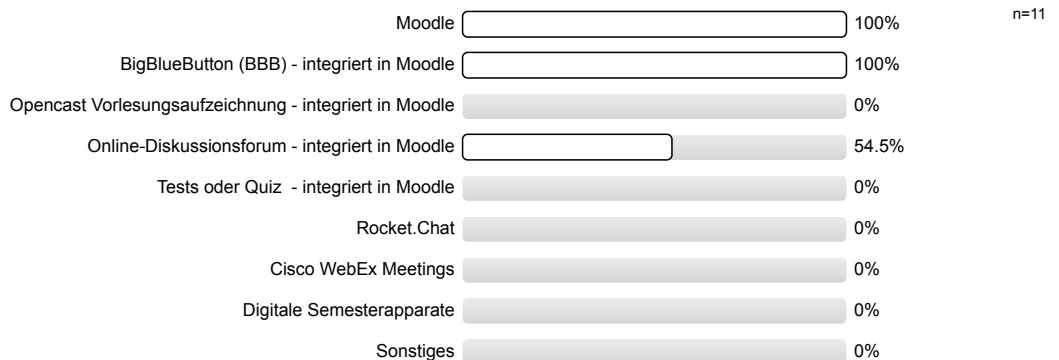 n=11
Moodle 100%
BigBlueButton (BBB) - integriert in Moodle 100%
Opencast Vorlesungsaufzeichnung - integriert in Moodle 0%
Online-Diskussionsforum - integriert in Moodle 54.5%
Tests oder Quiz  - integriert in Moodle 0%
Rocket.Chat 0%
Cisco WebEx Meetings 0%
Digitale Semesterapparate 0%
Sonstiges 0%